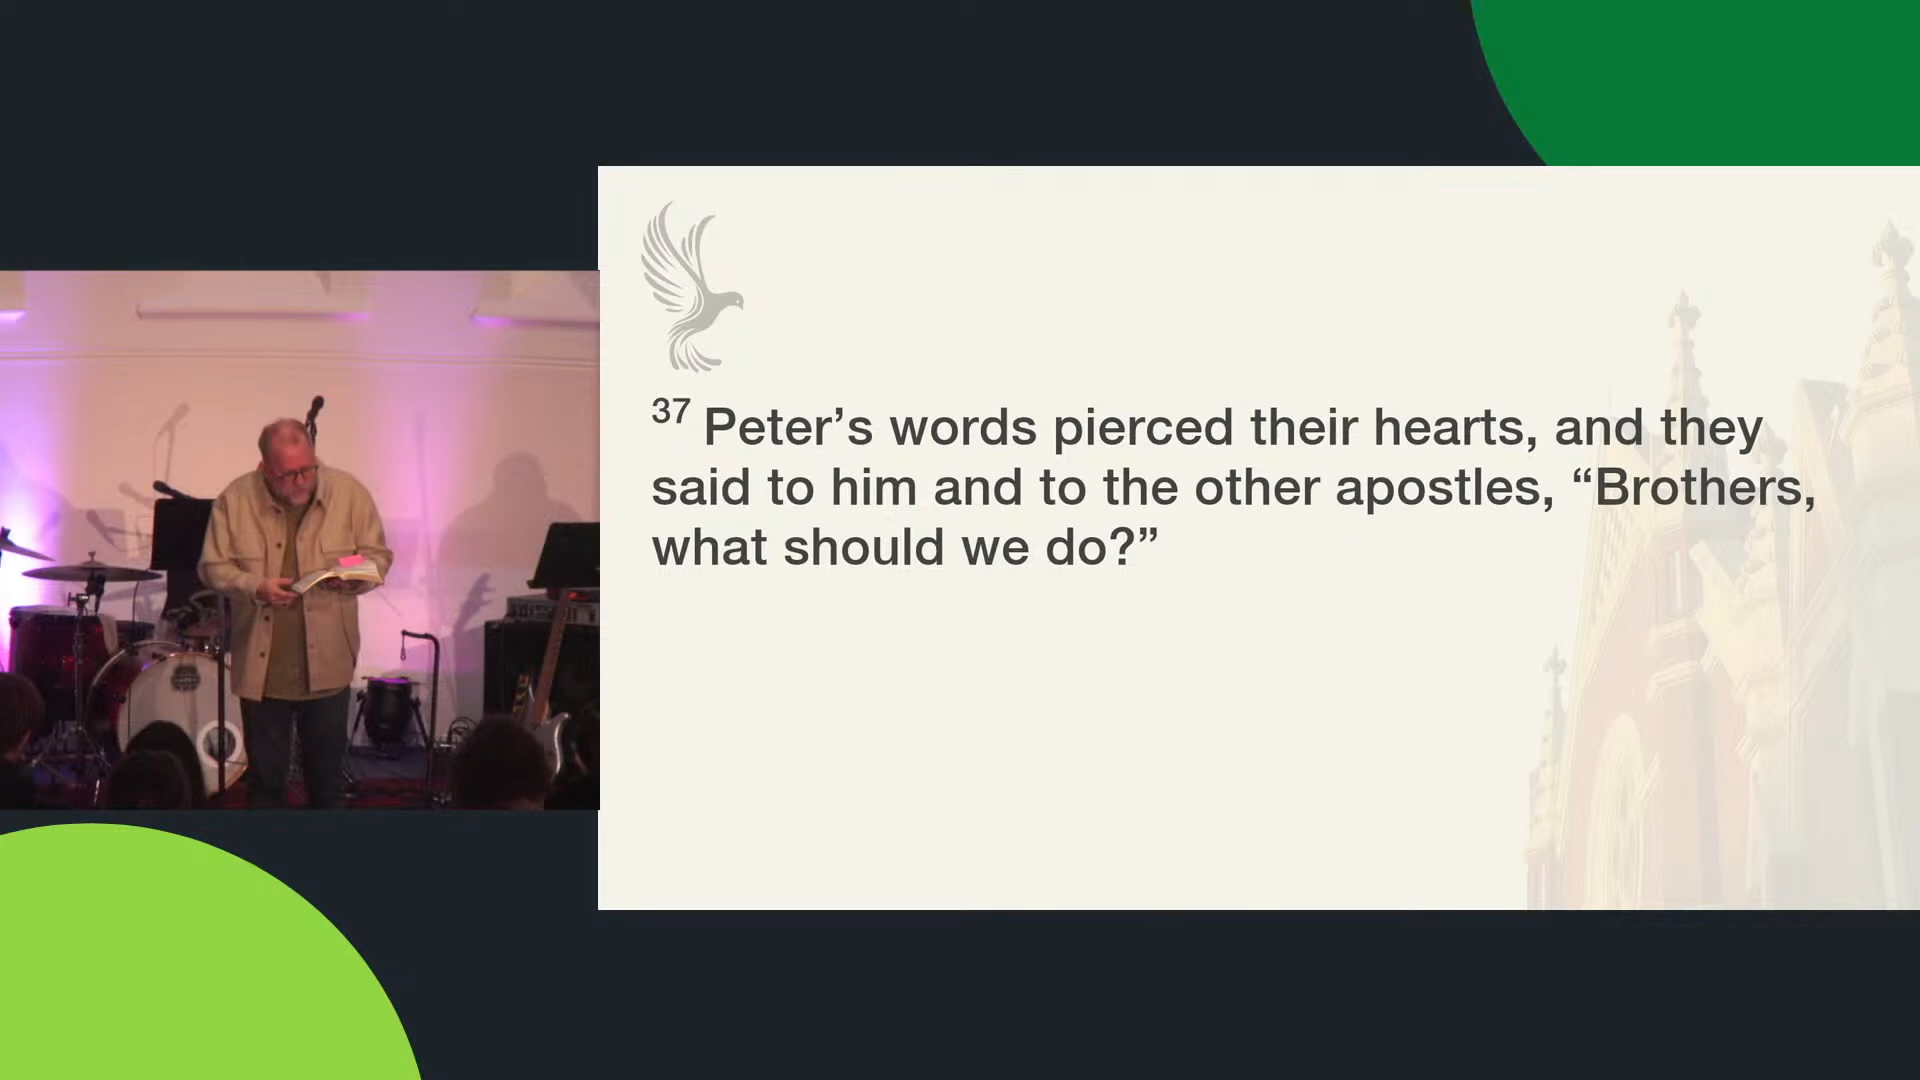 37 Peter’s words pierced their hearts, and they
said to him and to the other apostles, “Brothers,
what should we do?”